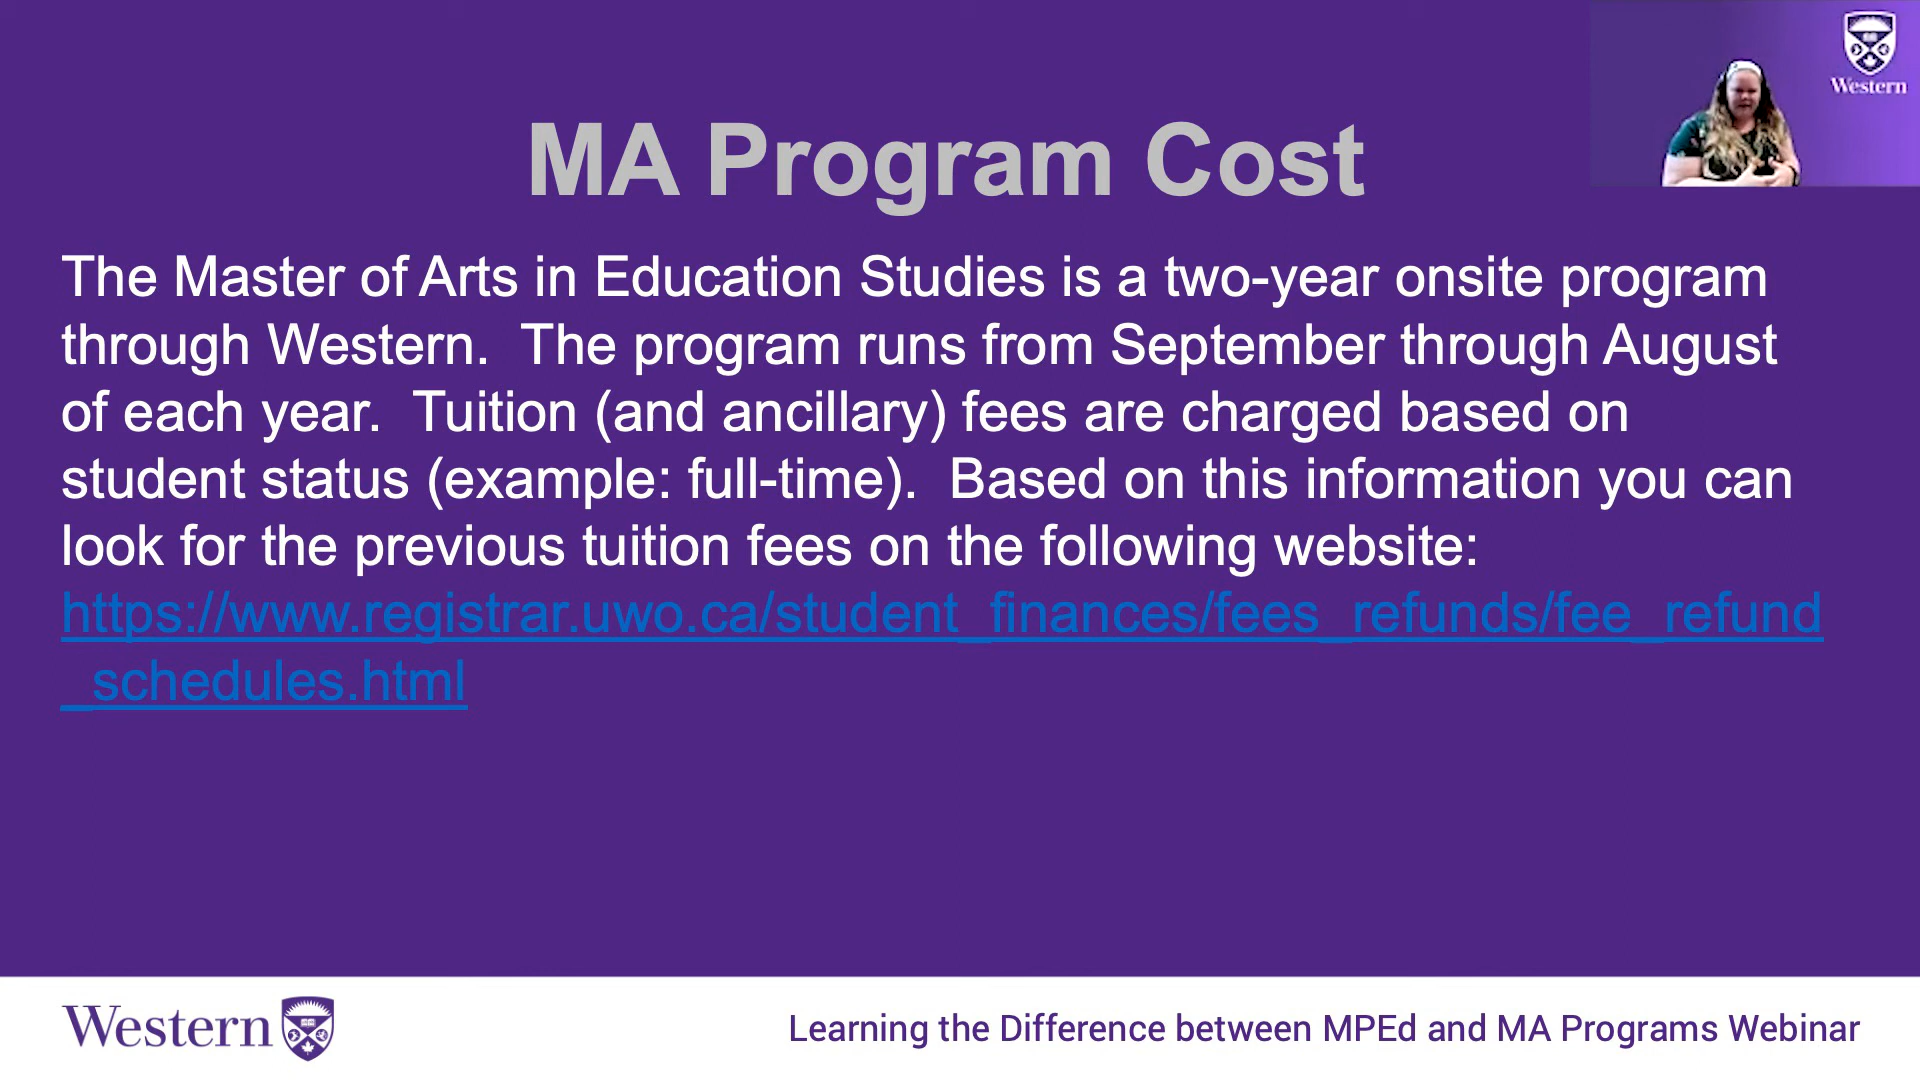 Western
MA Program Cost
The Master of Arts in Education Studies is a two-year onsite program
through Western.  The program runs from September through August
of each year.  Tuition (and ancillary) fees are charged based on
student status (example: full-time).  Based on this information you can
look for the previous tuition fees on the following website:
https://www.registrar.uwo.ca/student_finances/fees_refunds/fee_refund
_schedules.html
Western
Learning the Difference between MPEd and MA Programs Webinar